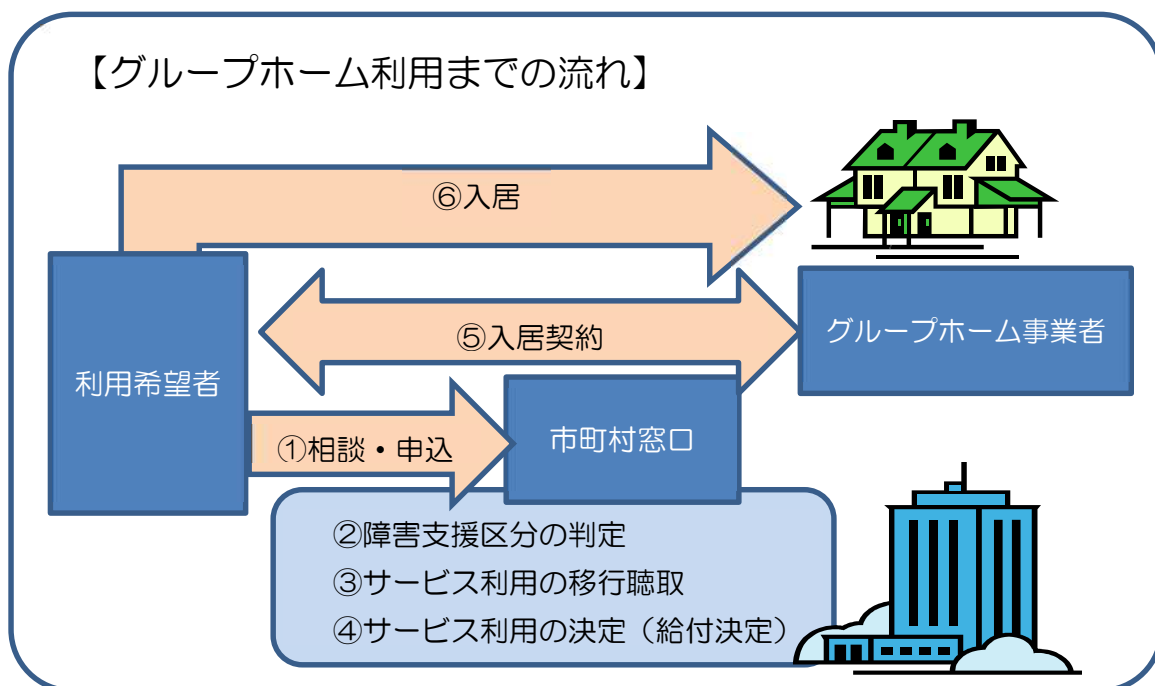 【グループホーム利用までの流れ】
⑥入居
グループホーム事業者
⑤入居契約
利用希望者
市町村窓口
①相談・申込
②障害支援区分の判定
③サービス利用の移行聴取
④サービス利用の決定（給付決定）